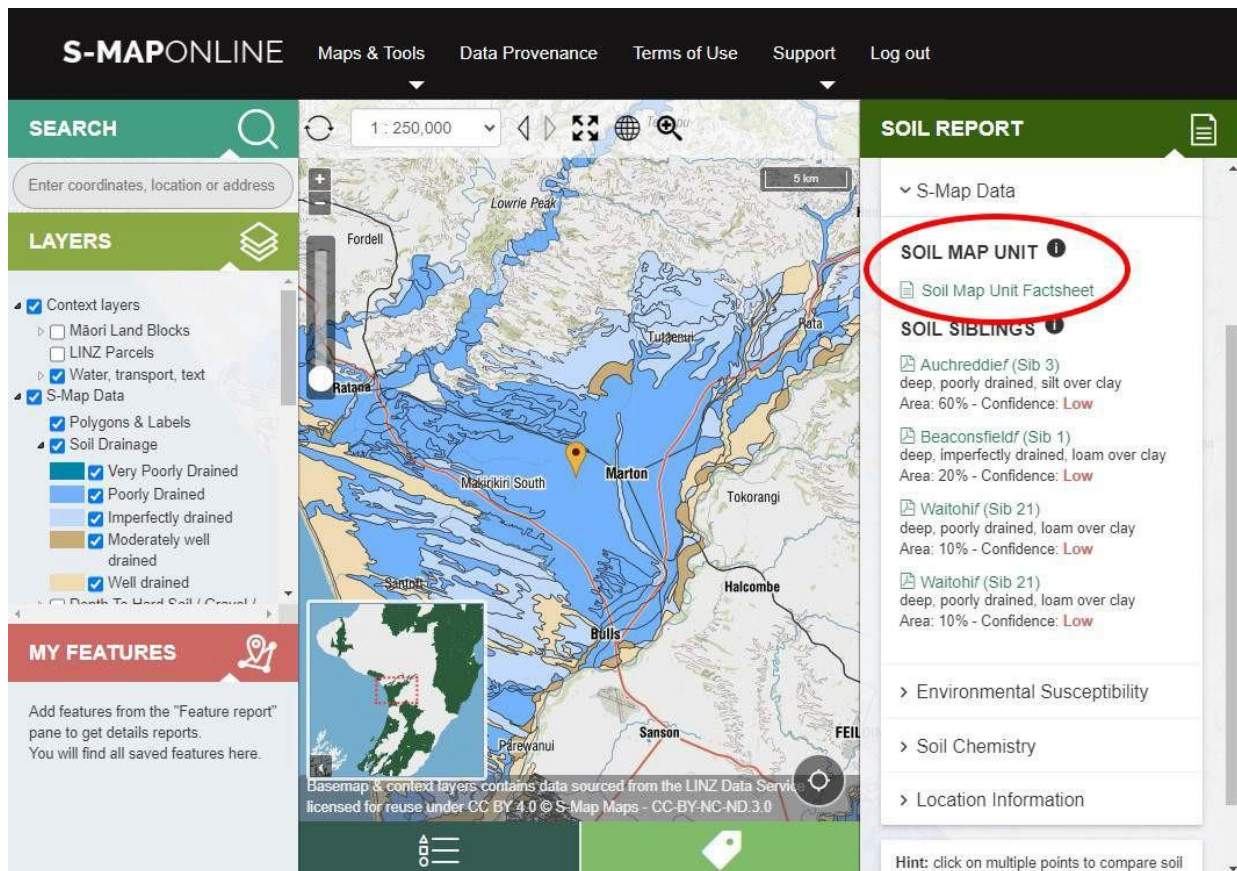 S-MAPONLINE
Maps & Tools
Data Provenance
Terms of Use
Support
Log out
SEARCH
Enter coordinates, location or address
LAYERS
Context layers
Māori Land Blocks
LINZ Parcels
Water, transport, text
S-Map Data
Polygons & Labels
Soil Drainage
Very Poorly Drained
Poorly Drained
Imperfectly drained
Moderately well
drained
Well drained
Depth To Hard Soil / Gravel /
MY FEATURES
Add features from the "Feature report"
pane to get details reports.
You will find all saved features here.
1 : 250,000
5 km
Lowrie Peak
Fordell
Tutaenui
Rata
Ratana
Marton
Makirikiri South
Tokorangi
Santoft
Halcombe
Bulls
Parewanui
Sanson
FEIL
Basemap & context layers contains data sourced from the LINZ Data Service
licensed for reuse under CC BY 4.0 © S-Map Maps - CC-BY-NC-ND.3.0
SOIL REPORT
S-Map Data
SOIL MAP UNIT
Soil Map Unit Factsheet
SOIL SIBLINGS
Auchreddief (Sib 3)
deep, poorly drained, silt over clay
Area: 60% - Confidence: Low
Beaconsfieldf (Sib 1)
deep, imperfectly drained, loam over clay
Area: 20% - Confidence: Low
Waitohif (Sib 21)
deep, poorly drained, loam over clay
Area: 10% - Confidence: Low
Waitohif (Sib 21)
deep, poorly drained, loam over clay
Area: 10% - Confidence: Low
Environmental Susceptibility
Soil Chemistry
Location Information
Hint: click on multiple points to compare soil